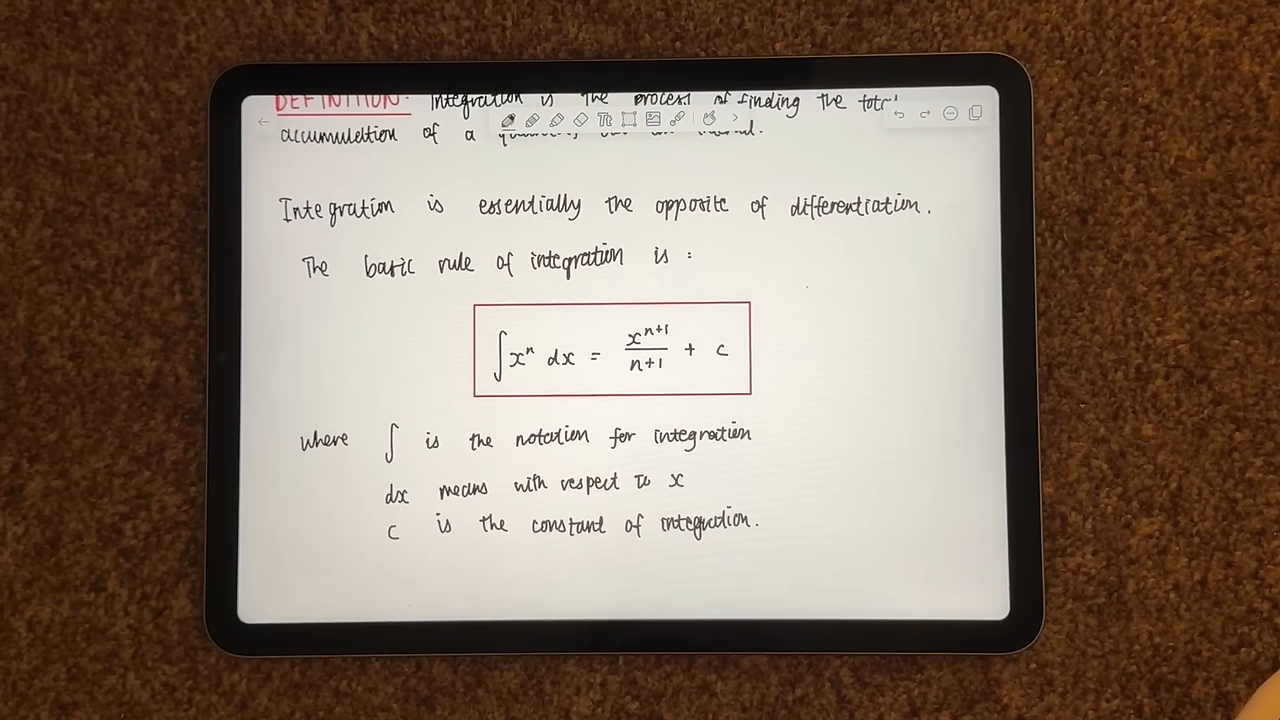 DEFINITION: Integration is the process of finding the
accumulation of a
Integration is essentially the opposite of differentiation.
The basic rule of integration is :
∫xⁿ dx = xⁿ⁺¹/n+1 + c
where ∫ is the notation for integration
dx means with respect to x
c is the constant of integration.